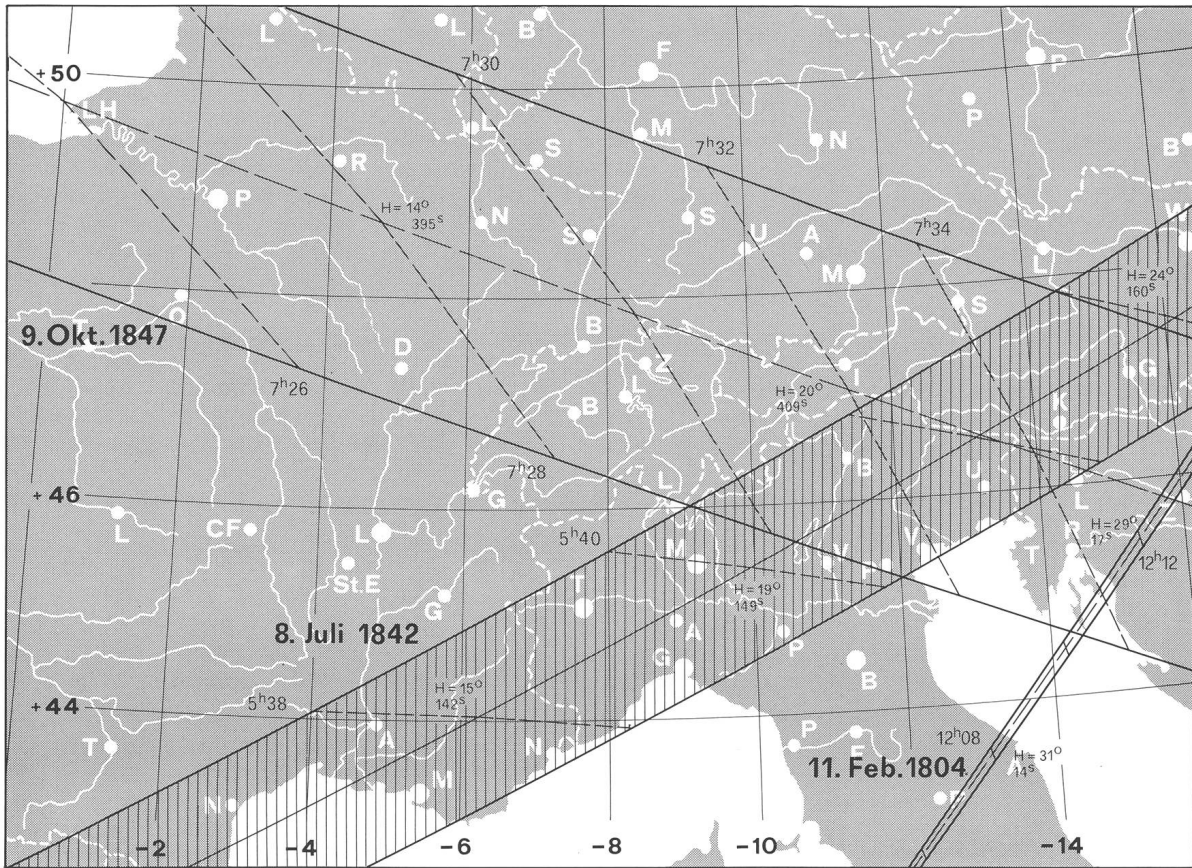 L
L
B
7ʰ30
F
P
+50
LH
L
M
P
N
B
7ʰ32
R
S
P
H=14°
395ˢ
N
S
S
U
A
7ʰ34
W
M
L
H=24°
160ˢ
O
S
9. Okt. 1847
T
D
B
Z
7ʰ26
L
I
G
H=20°
409ˢ
B
K
7ʰ28
G
L
B
U
+46
L
L
CF
L
5ʰ40
M
V
V
P
H=29°
17ˢ
T
R
12ʰ12
St.E
G
T
H=19°
149ˢ
8. Juli 1842
A
P
G
B
H=15°
142ˢ
5ʰ38
+44
T
A
N
P
F
12ʰ08
11. Feb. 1804
H=31°
14ˢ
N
M
-2
-4
-6
-8
-10
-14